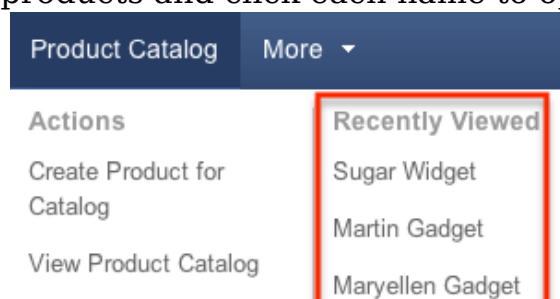 products and click each name to
Product Catalog More
Actions
Create Product for
Catalog
View Product Catalog
Recently Viewed
Sugar Widget
Martin Gadget
Maryellen Gadget